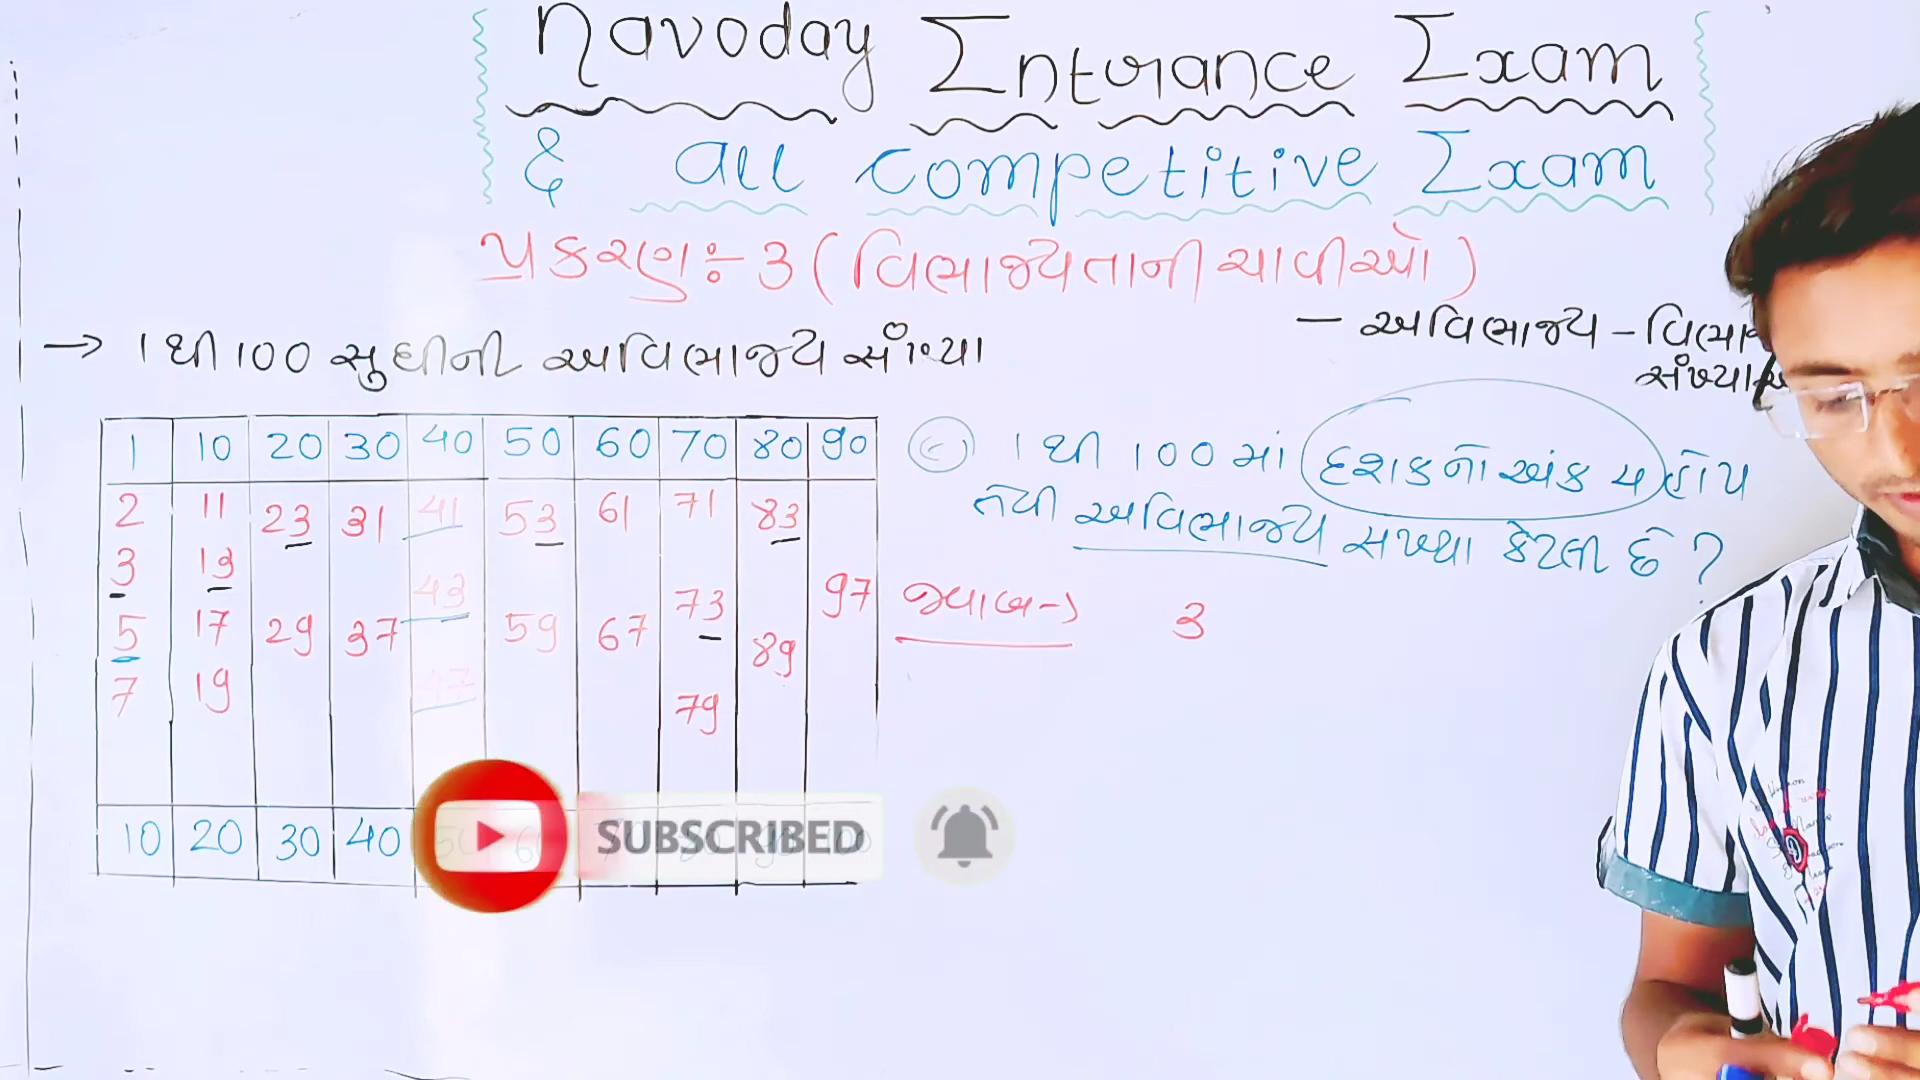 Navoday Entrance Exam
& all competitive Exam
પ્રકરણ ÷ 3 (વિભાજ્યતાની ચાવીઓ)
→ 1 થી 100 સુધીની અવિભાજ્ય સંખ્યા
– અવિભાજ્ય – 
1 10 20 30 40 50 60 70 80 90
2 11 23 31 41 53 61 71 83
3 13 43 73 97
5 17 29 37 59 67 89
7 19 47 79
10 20 30 40
1 થી 100 માં દશકનો અંક 4 હોય
તેવી અવિભાજ્ય સંખ્યા કેટલી છે ?
જવાબ→ 3
SUBSCRIBED